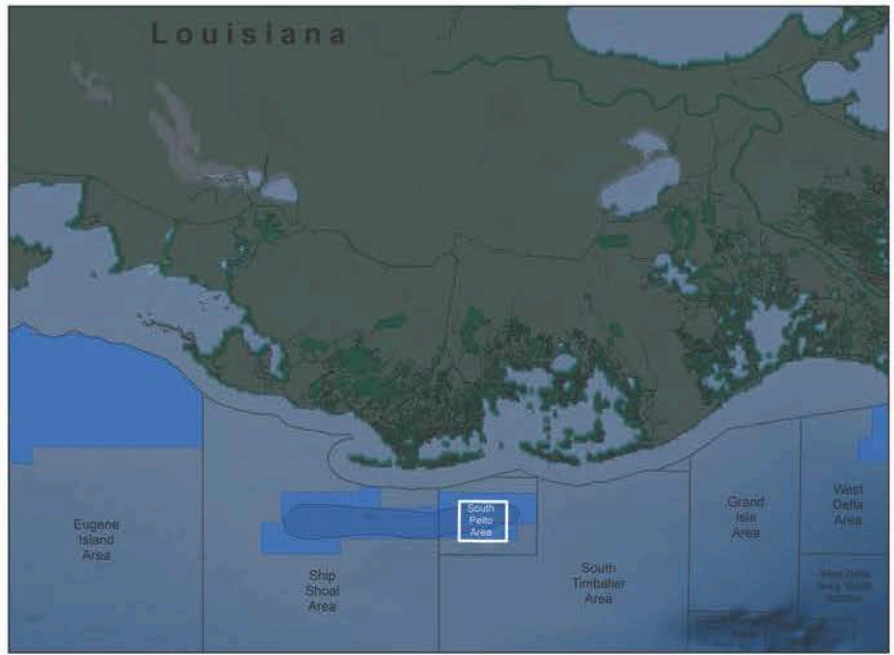 Louisiana
Eugene
Island
Area
Ship
Shoal
Area
South
Pelto
Area
South
Timbalier
Area
Grand
Isle
Area
West
Delta
Area